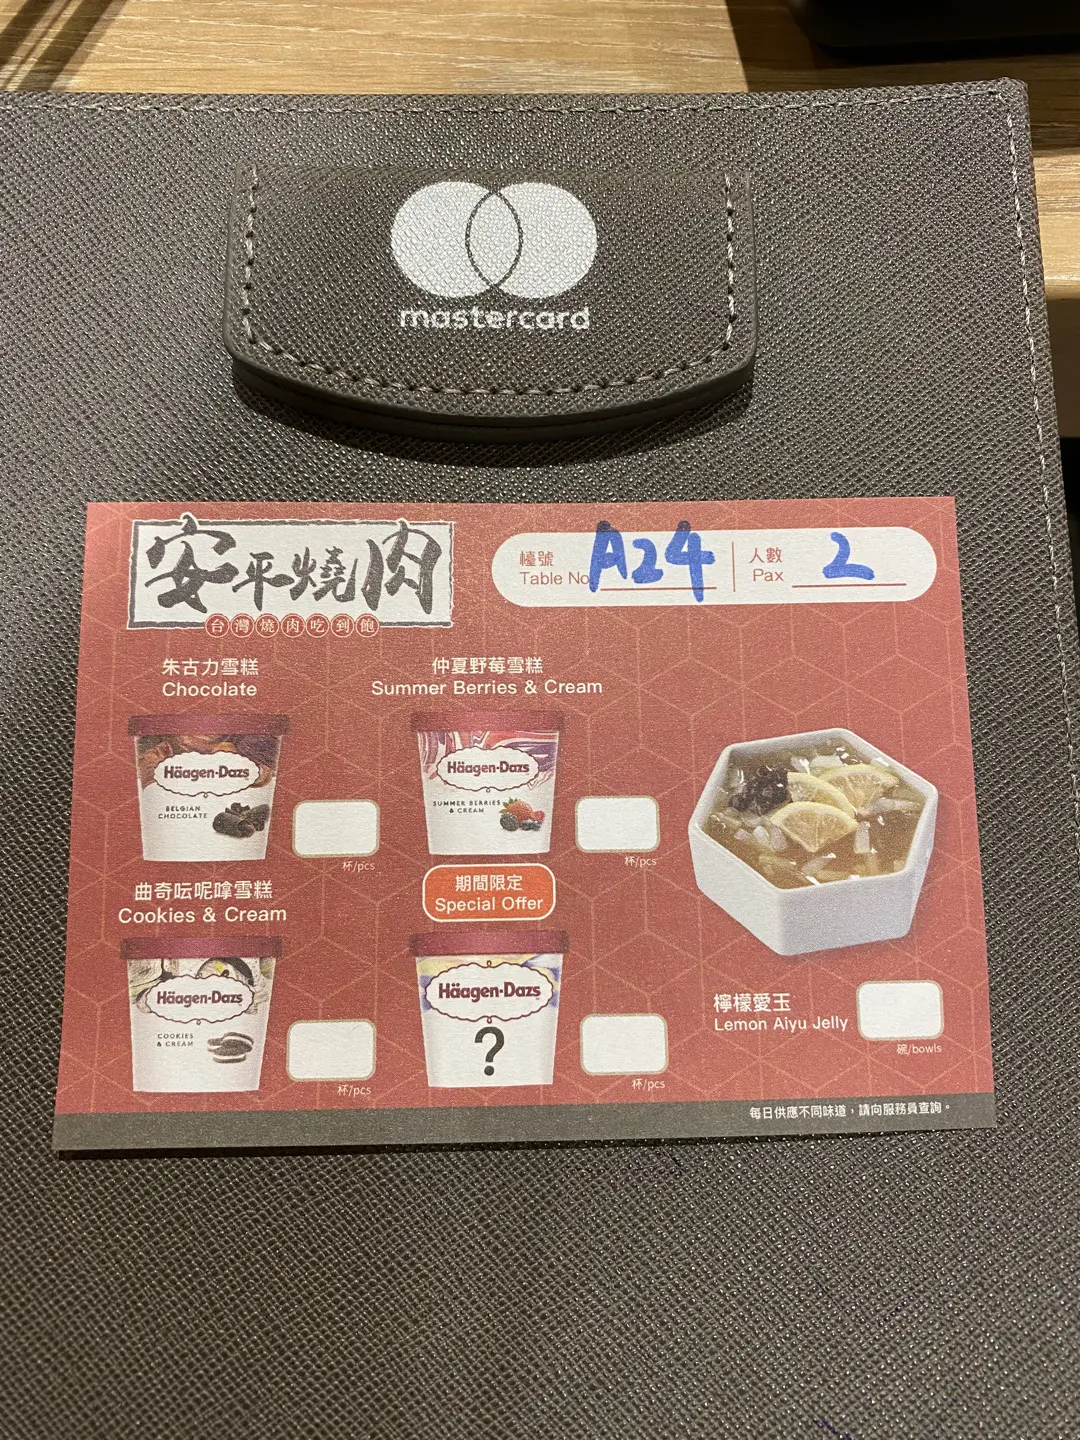 mastercard
安平燒肉
台灣燒肉吃到飽
檯號
Table No. A24
人數
Pax 2
朱古力雪糕
Chocolate
Häagen-Dazs
BELGIAN
CHOCOLATE
杯/pcs
仲夏野莓雪糕
Summer Berries & Cream
Häagen-Dazs
SUMMER BERRIES
& CREAM
杯/pcs
曲奇呍呢嗱雪糕
Cookies & Cream
Häagen-Dazs
COOKIES
& CREAM
杯/pcs
期間限定
Special Offer
Häagen-Dazs
?
杯/pcs
檸檬愛玉
Lemon Aiyu Jelly
碗/bowls
每日供應不同味道，請向服務員查詢。